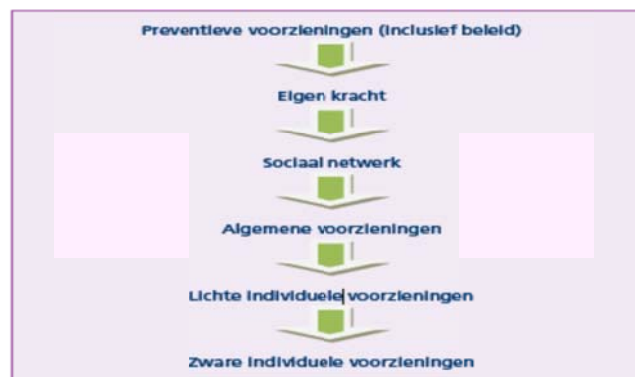 Preventieve voorzieningen (inclusief beleid)
Eigen kracht
Sociaal netwerk
Algemene voorzieningen
Lichte individuele voorzieningen
Zware individuele voorzieningen